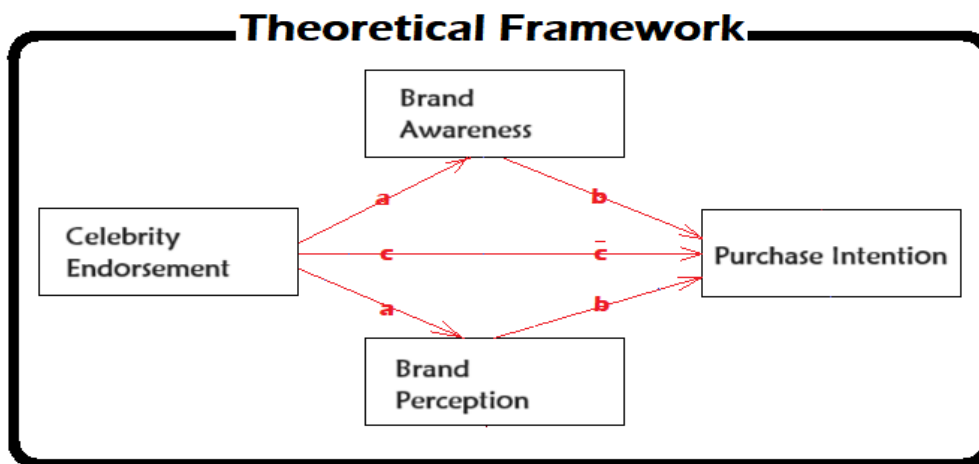 Theoretical Framework
Brand
Awareness
a
b
Celebrity
Endorsement
c
c̄
Purchase Intention
a
b
Brand
Perception